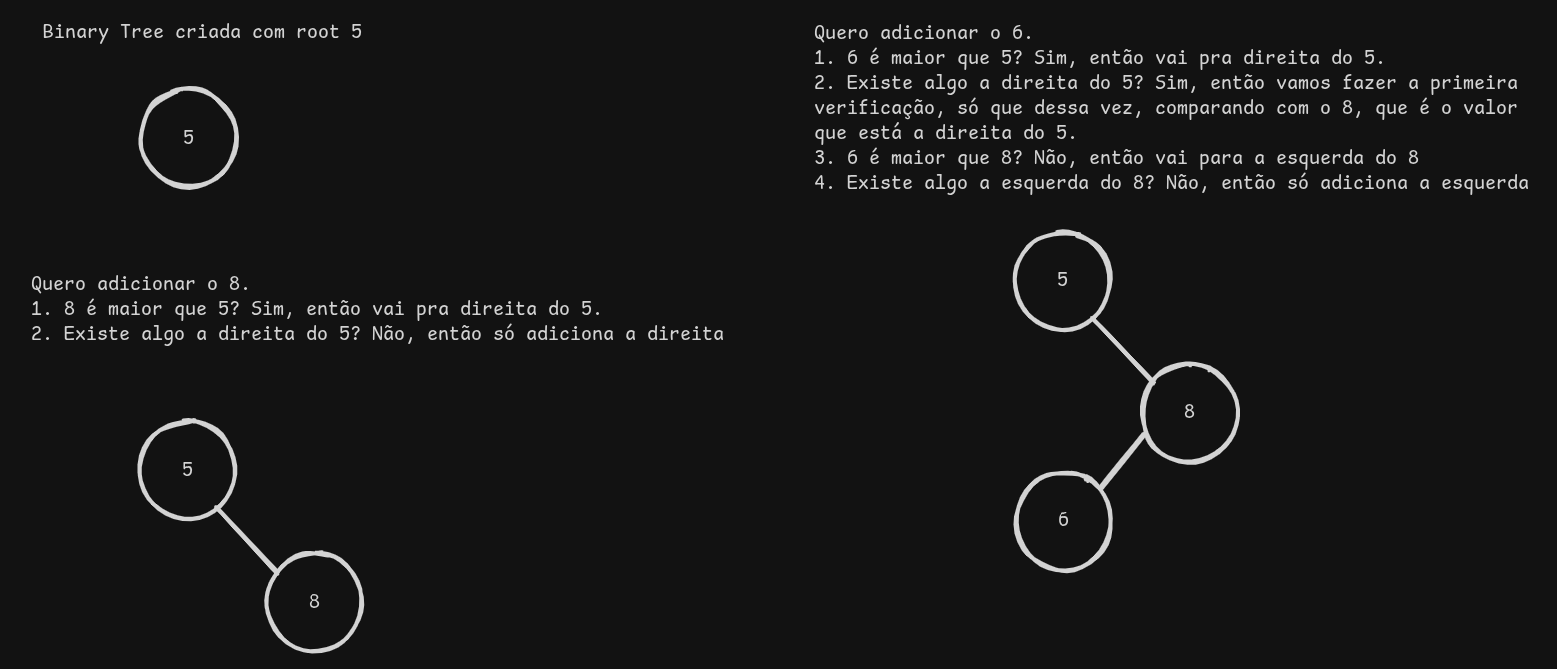 Binary Tree criada com root 5
5
Quero adicionar o 8.
1. 8 é maior que 5? Sim, então vai pra direita do 5.
2. Existe algo a direita do 5? Não, então só adiciona a direita
5
8
Quero adicionar o 6.
1. 6 é maior que 5? Sim, então vai pra direita do 5.
2. Existe algo a direita do 5? Sim, então vamos fazer a primeira
verificação, só que dessa vez, comparando com o 8, que é o valor
que está a direita do 5.
3. 6 é maior que 8? Não, então vai para a esquerda do 8
4. Existe algo a esquerda do 8? Não, então só adiciona a esquerda
5
8
6